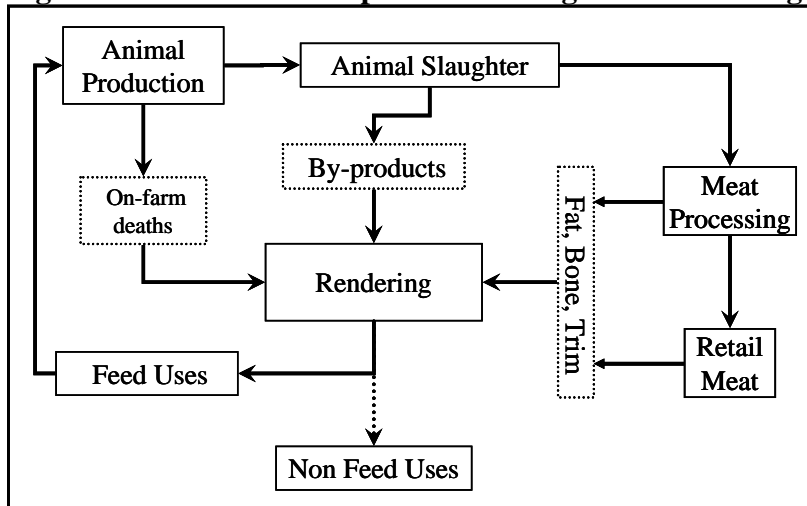 Animal
Production
Animal Slaughter
By-products
On-farm
deaths
Meat
Processing
Fat, Bone, Trim
Rendering
Retail
Meat
Feed Uses
Non Feed Uses